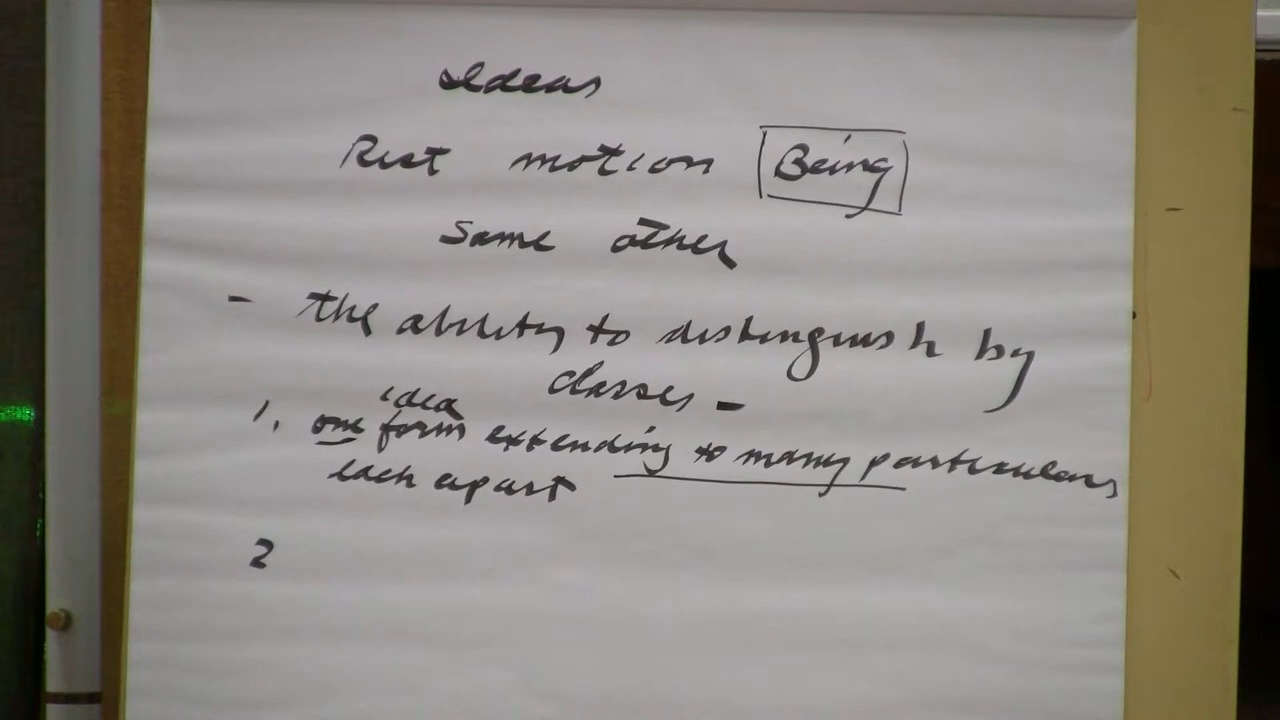 Ideas
Rest motion Being
Same other
- the ability to distinguish by
classes -
idea
1. one form extending to many particulars
each apart
2